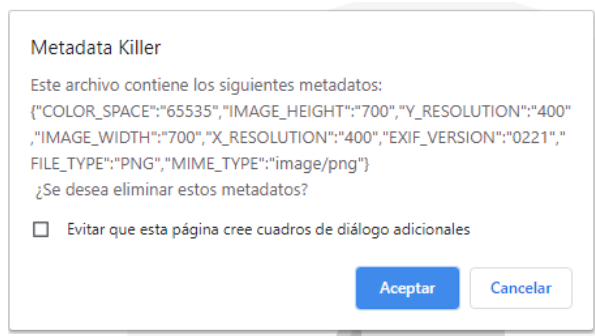 Metadata Killer
Este archivo contiene los siguientes metadatos:
{"COLOR_SPACE":"65535","IMAGE_HEIGHT":"700","Y_RESOLUTION":"400"
,"IMAGE_WIDTH":"700","X_RESOLUTION":"400","EXIF_VERSION":"0221","
FILE_TYPE":"PNG","MIME_TYPE":"image/png"}
¿Se desea eliminar estos metadatos?
Evitar que esta página cree cuadros de diálogo adicionales
Aceptar Cancelar